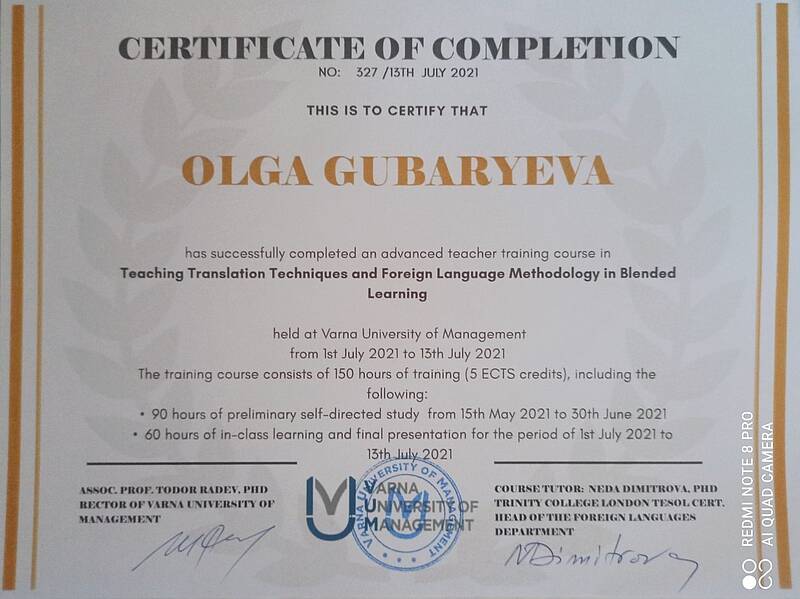 CERTIFICATE OF COMPLETION
NO: 327 /13TH JULY 2021
THIS IS TO CERTIFY THAT
OLGA GUBARYEVA
has successfully completed an advanced teacher training course in
Teaching Translation Techniques and Foreign Language Methodology in Blended
Learning
held at Varna University of Management
from 1st July 2021 to 13th July 2021
The training course consists of 150 hours of training (5 ECTS credits), including the
following:
• 90 hours of preliminary self-directed study from 15th May 2021 to 30th June 2021
• 60 hours of in-class learning and final presentation for the period of 1st July 2021 to
13th July 2021
ASSOC. PROF. TODOR RADEV, PHD
RECTOR OF VARNA UNIVERSITY OF
MANAGEMENT
VARNA
UNIVERSITY OF
MANAGEMENT
VARNA UNIVERSITY OF MANAGEMENT
COURSE TUTOR: NEDA DIMITROVA, PHD
TRINITY COLLEGE LONDON TESOL CERT.
HEAD OF THE FOREIGN LANGUAGES
DEPARTMENT
NDimitrova
REDMI NOTE 8 PRO
AI QUAD CAMERA